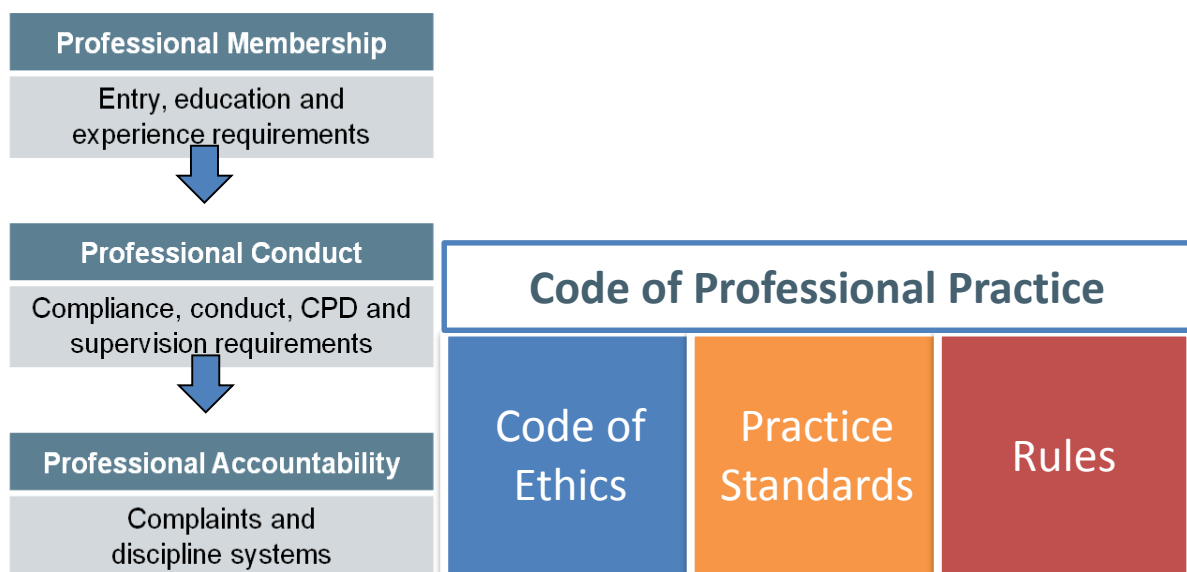 Professional Membership
Entry, education and
experience requirements
Professional Conduct
Compliance, conduct, CPD and
supervision requirements
Professional Accountability
Complaints and
discipline systems
Code of Professional Practice
Code of
Ethics
Practice
Standards
Rules